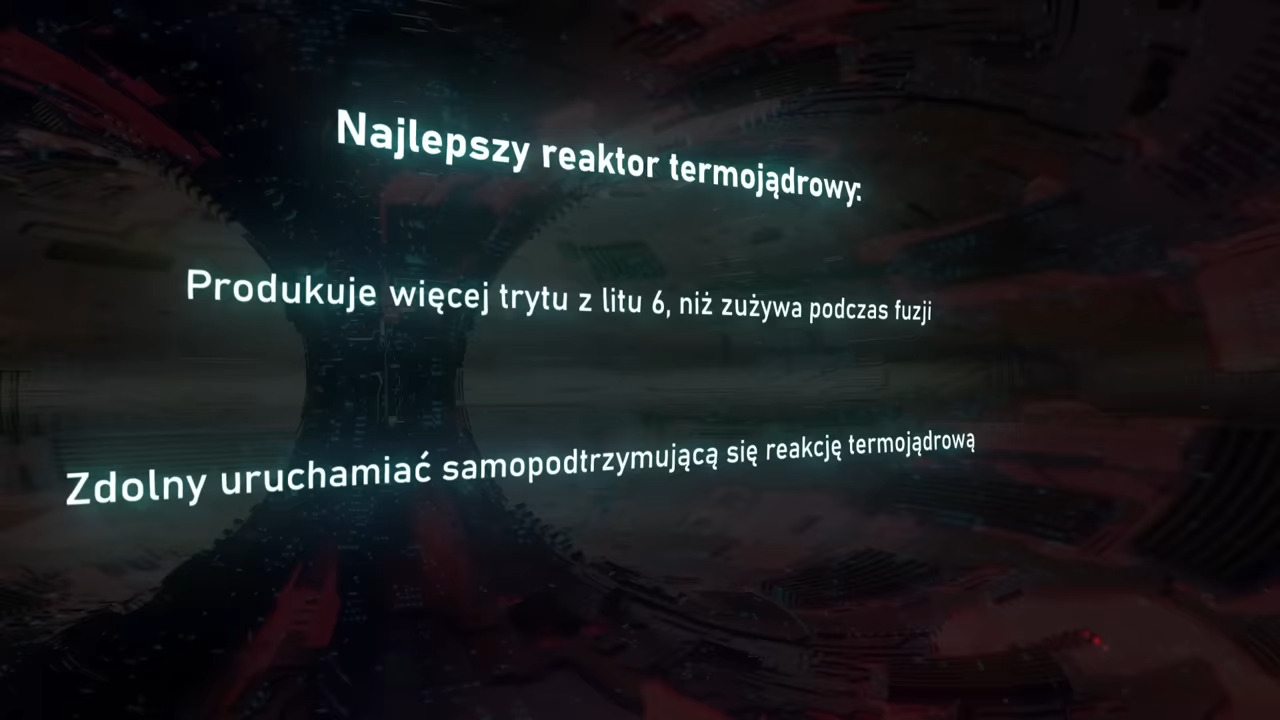 Najlepszy reaktor termojądrowy:
Produkuje więcej trytu z litu 6, niż zużywa podczas fuzji
Zdolny uruchamiać samopodtrzymującą się reakcję termojądrową